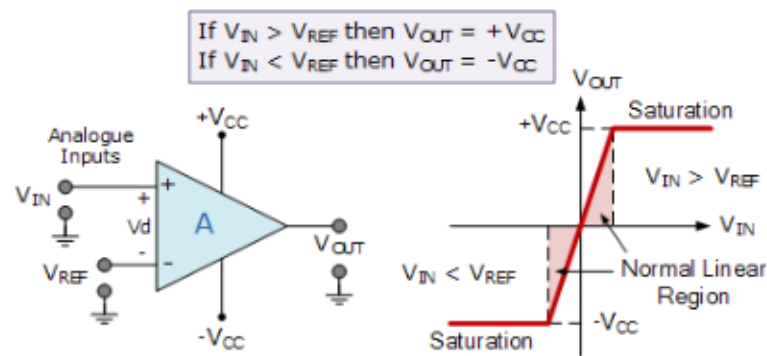 If V_IN > V_REF then V_OUT = +V_CC
If V_IN < V_REF then V_OUT = -V_CC
Analogue
Inputs
+V_CC
V_IN
+
+
Vd
A
-
-
V_REF
V_OUT
-V_CC
V_OUT
Saturation
+V_CC
V_IN > V_REF
V_IN
V_IN < V_REF
Normal Linear
Region
-V_CC
Saturation